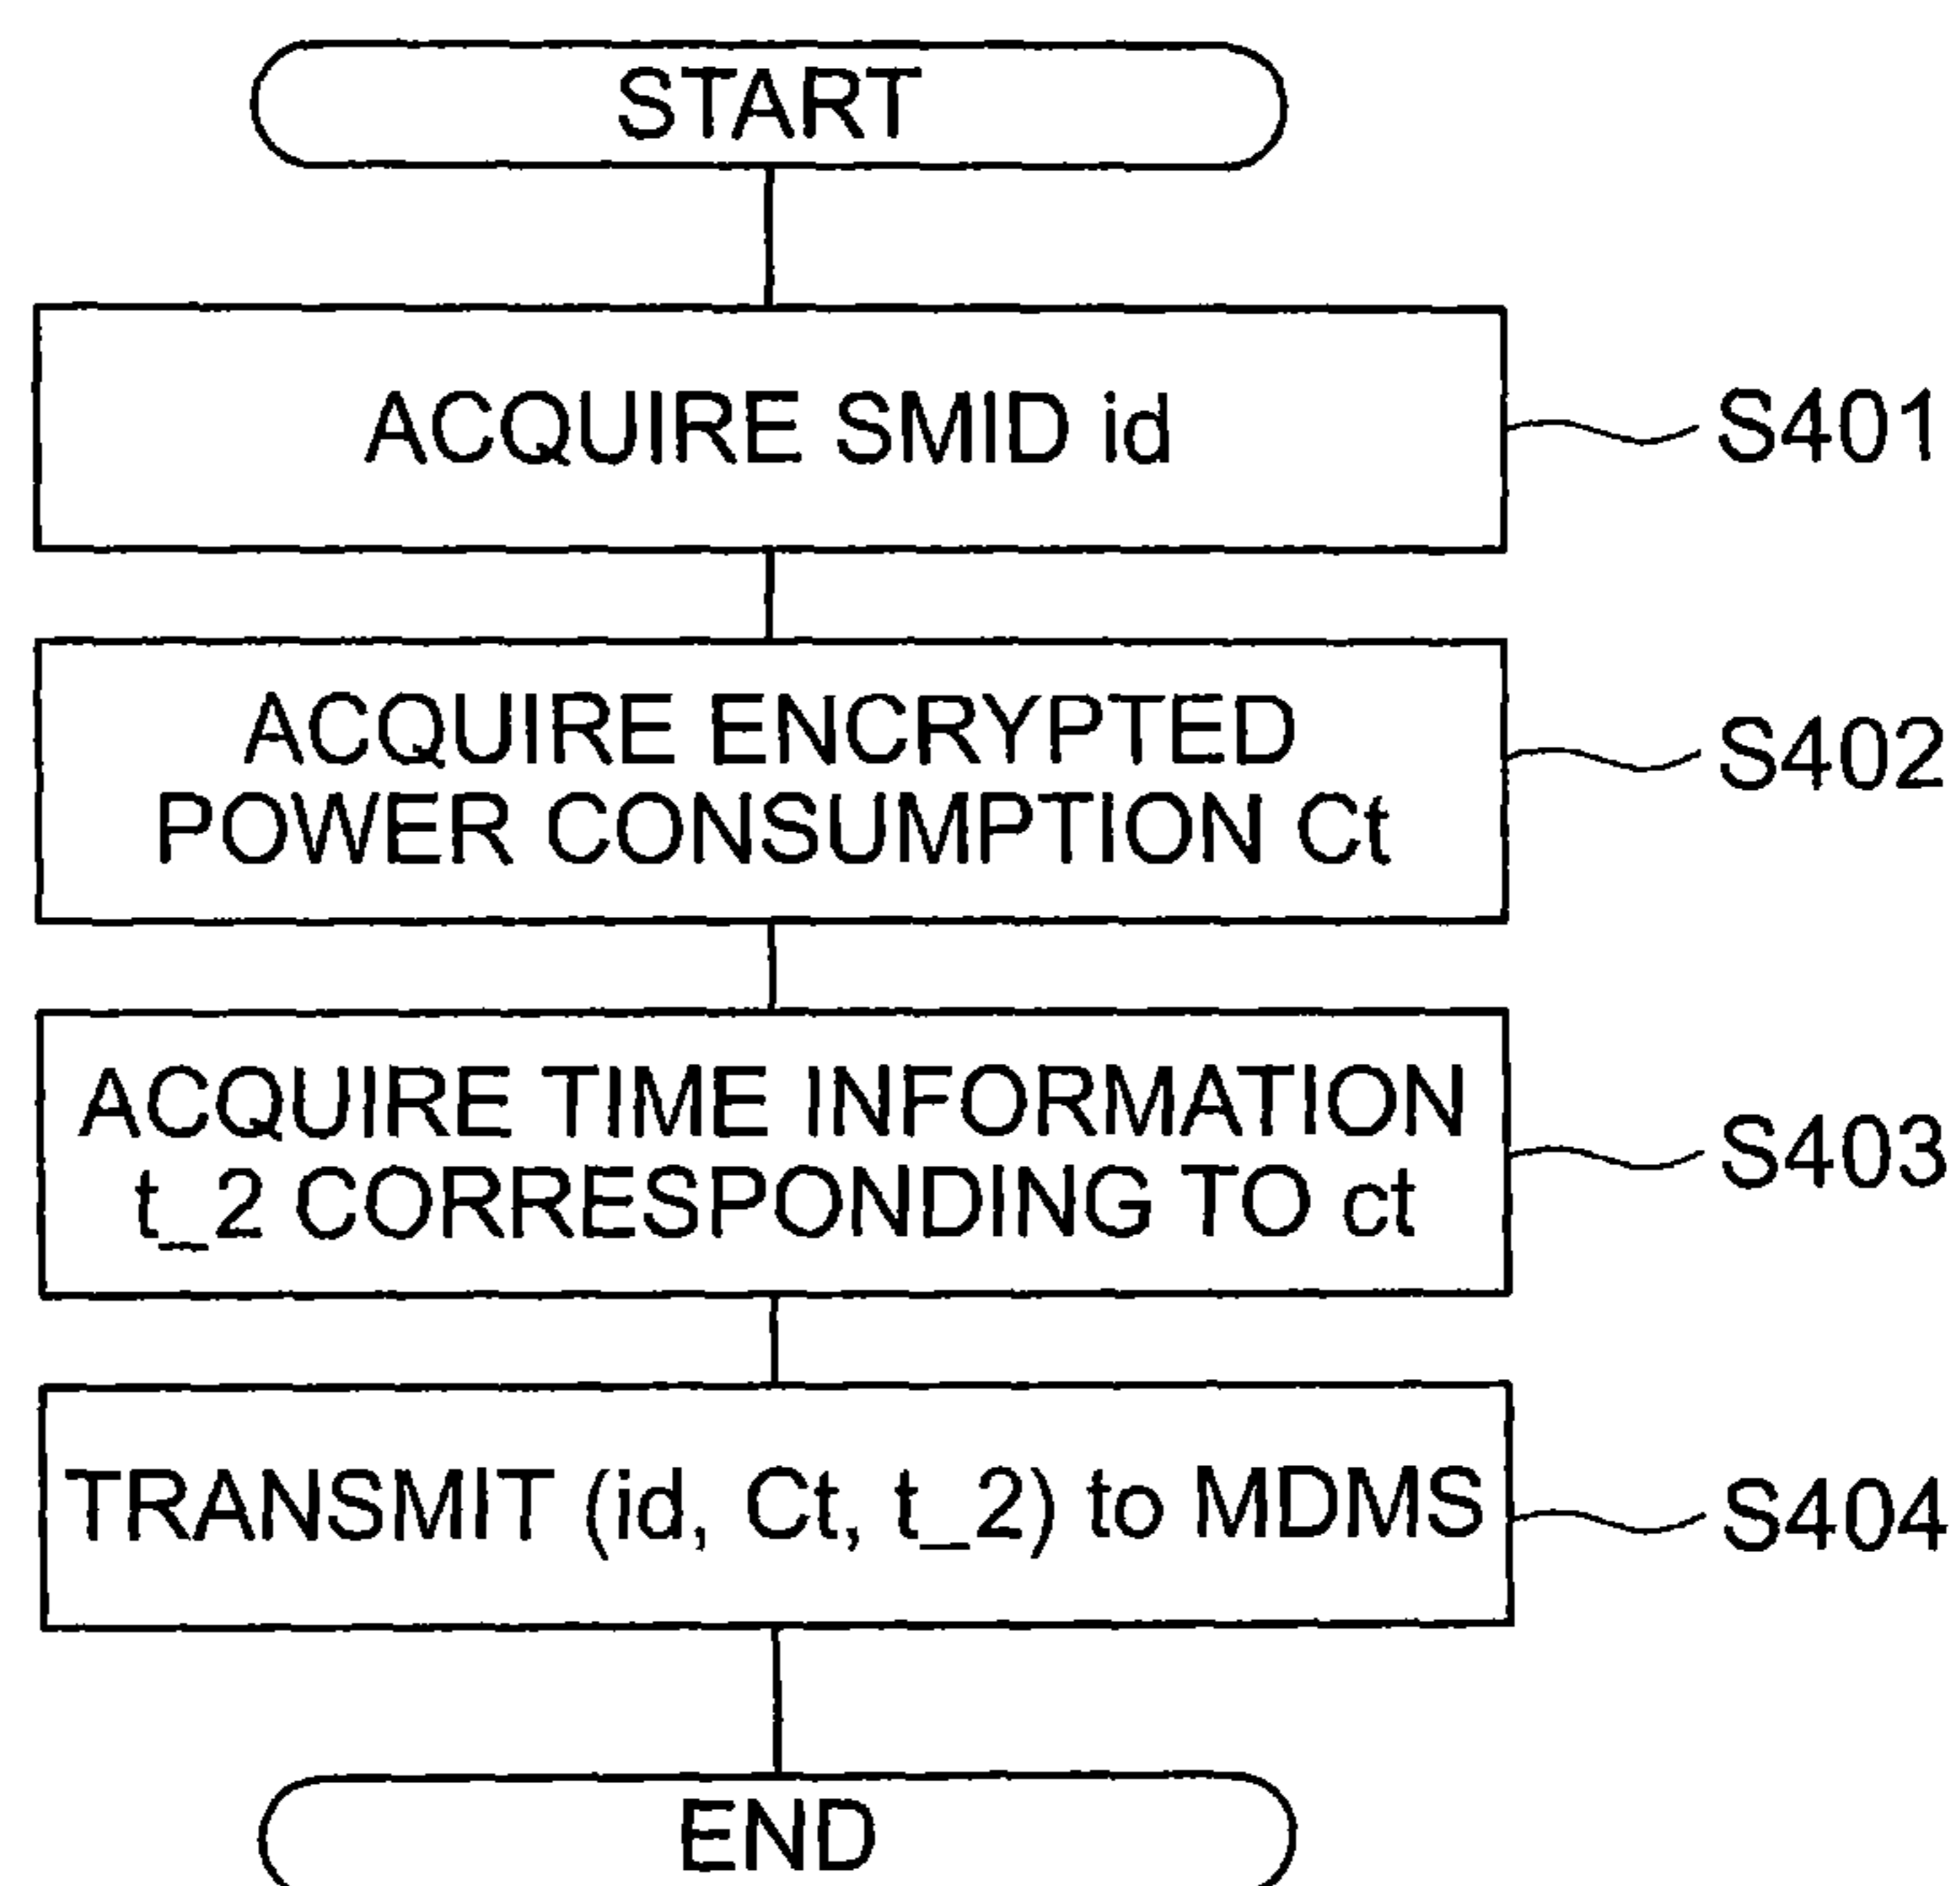 START
ACQUIRE SMID id
S401
ACQUIRE ENCRYPTED
POWER CONSUMPTION Ct
S402
ACQUIRE TIME INFORMATION
t_2 CORRESPONDING TO ct
S403
TRANSMIT (id, Ct, t_2) to MDMS
S404
END